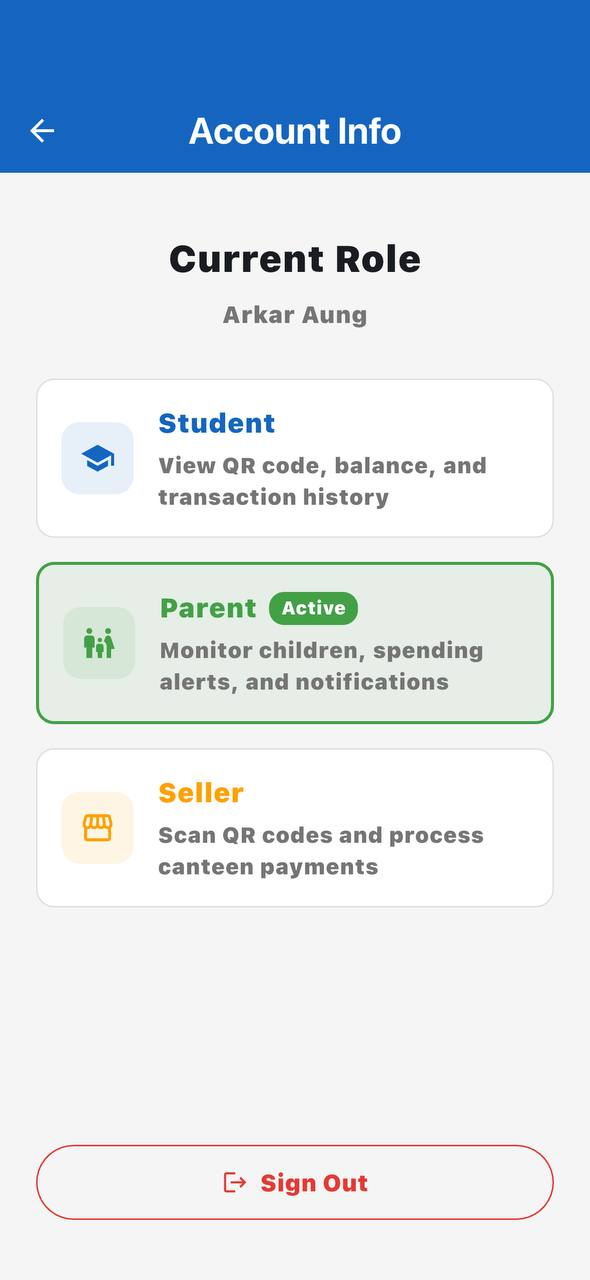 Account Info
Current Role
Arkar Aung
Student
View QR code, balance, and
transaction history
Parent Active
Monitor children, spending
alerts, and notifications
Seller
Scan QR codes and process
canteen payments
Sign Out